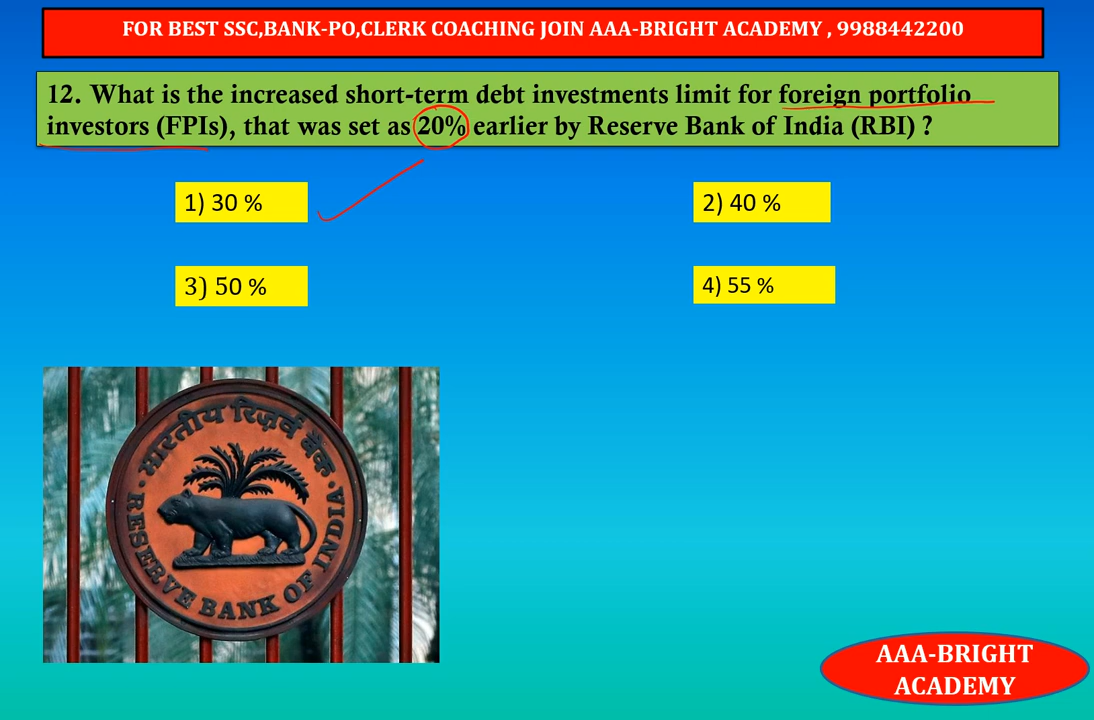 FOR BEST SSC,BANK-PO,CLERK COACHING JOIN AAA-BRIGHT ACADEMY , 9988442200
12. What is the increased short-term debt investments limit for foreign portfolio
investors (FPIs), that was set as 20% earlier by Reserve Bank of India (RBI) ?
1) 30 %
2) 40 %
3) 50 %
4) 55 %
भारतीय रिज़र्व बैंक
RESERVE BANK OF INDIA
AAA-BRIGHT
ACADEMY